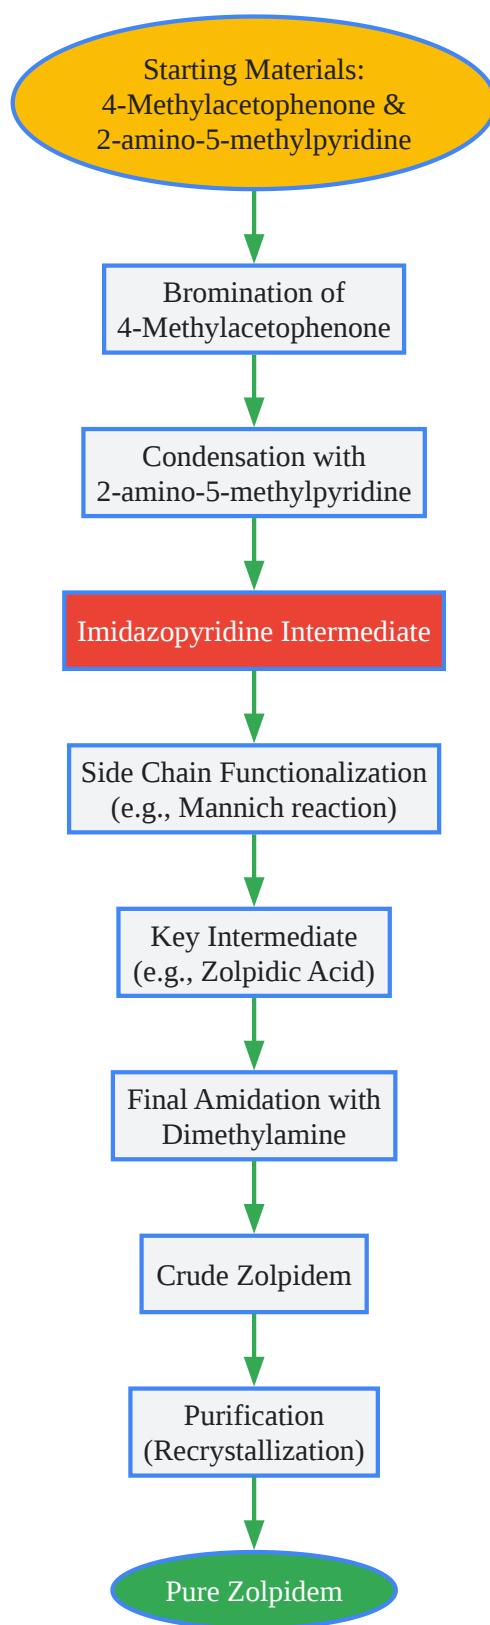 Starting Materials:
4-Methylacetophenone &
2-amino-5-methylpyridine
Bromination of
4-Methylacetophenone
Condensation with
2-amino-5-methylpyridine
Imidazopyridine Intermediate
Side Chain Functionalization
(e.g., Mannich reaction)
Key Intermediate
(e.g., Zolpidic Acid)
Final Amidation with
Dimethylamine
Crude Zolpidem
Purification
(Recrystallization)
Pure Zolpidem